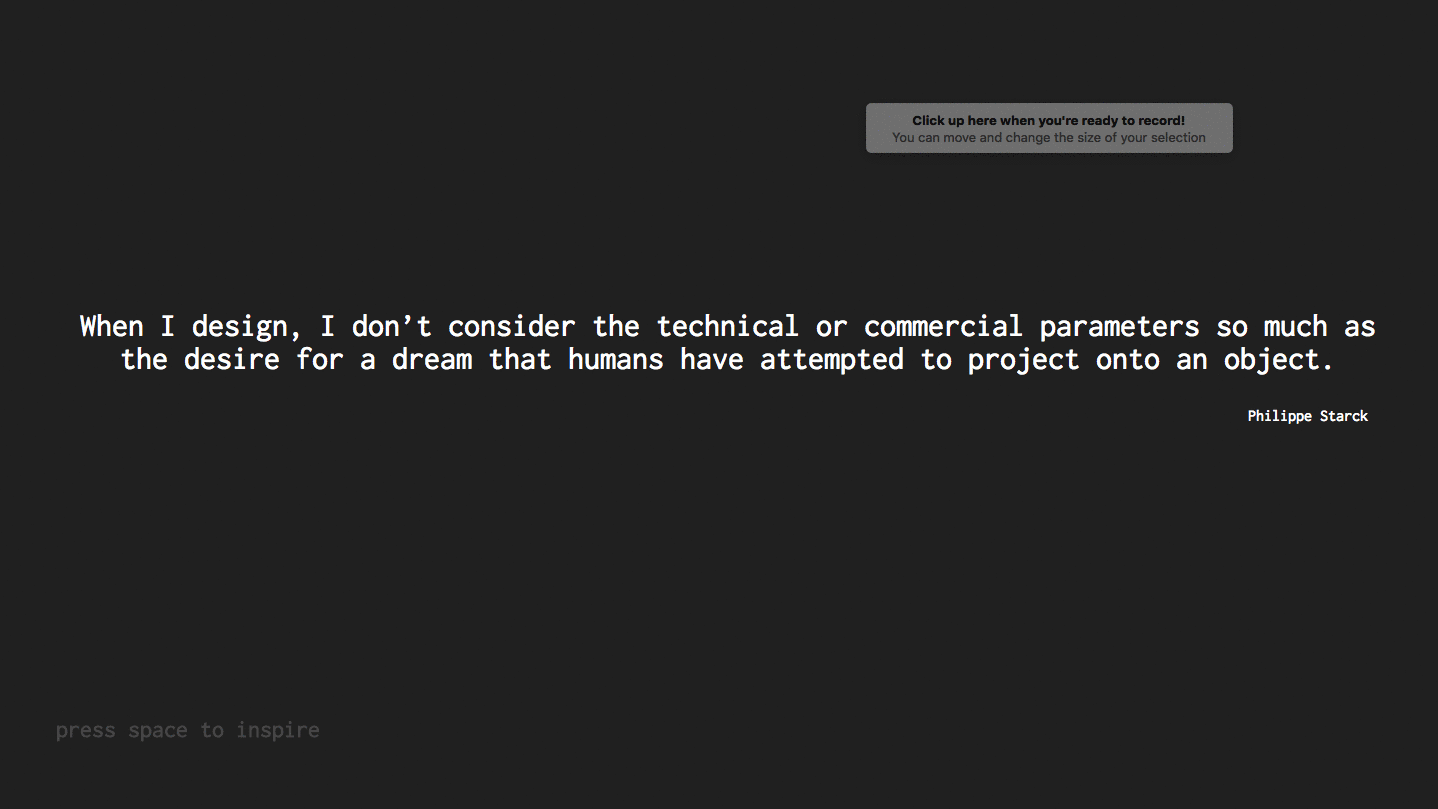 Click up here when you're ready to record!
You can move and change the size of your selection
When I design, I don’t consider the technical or commercial parameters so much as
the desire for a dream that humans have attempted to project onto an object.
Philippe Starck
press space to inspire